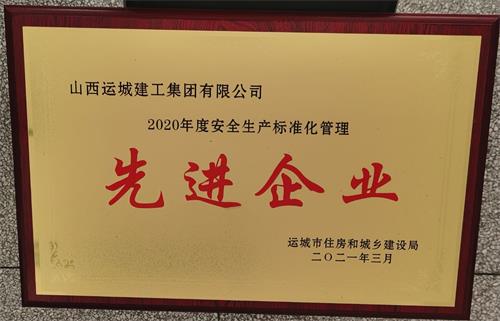 山西运城建工集团有限公司
2020年度安全生产标准化管理
先进企业
运城市住房和城乡建设局
二〇二一年三月